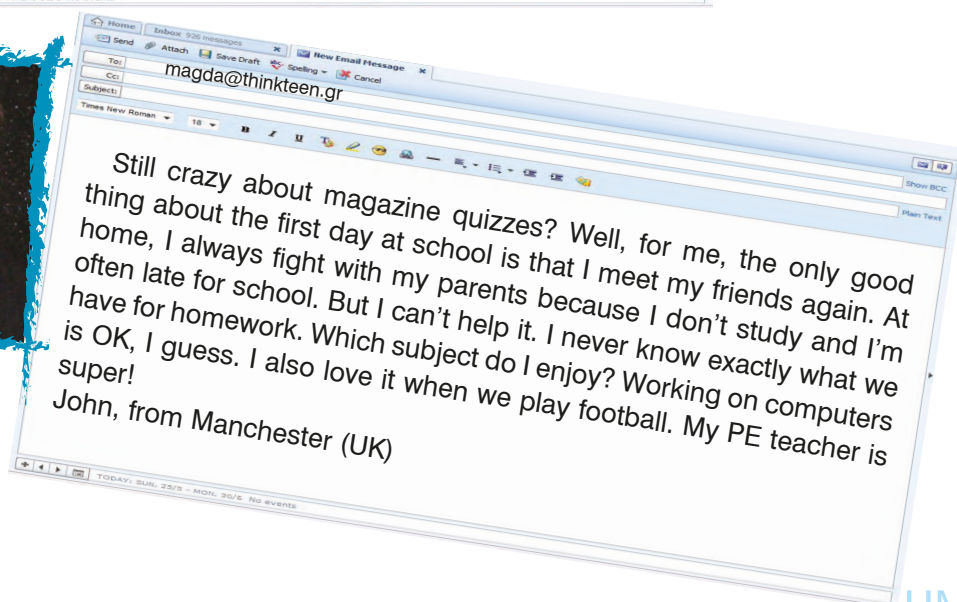 Home Inbox 926 messages New Email Message
Send Attach Save Draft Spelling Cancel
To: magda@thinkteen.gr
Cc:
Subject:
Show BCC
Times New Roman 18 B I U
Plain Text
Still crazy about magazine quizzes? Well, for me, the only good
thing about the first day at school is that I meet my friends again. At
home, I always fight with my parents because I don't study and I'm
often late for school. But I can't help it. I never know exactly what we
have for homework. Which subject do I enjoy? Working on computers
is OK, I guess. I also love it when we play football. My PE teacher is
super!
John, from Manchester (UK)
TODAY: SUN, 25/5 - MON, 30/6 No events